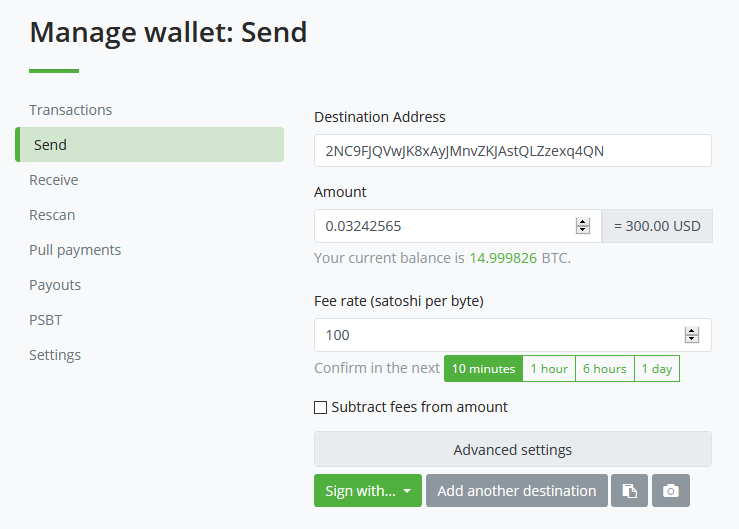 Manage wallet: Send
Transactions
Send
Receive
Rescan
Pull payments
Payouts
PSBT
Settings
Destination Address
2NC9FJQVwJK8xAyJMnvZKJAstQLZzexq4QN
Amount
0.03242565 = 300.00 USD
Your current balance is 14.999826 BTC.
Fee rate (satoshi per byte)
100
Confirm in the next 10 minutes 1 hour 6 hours 1 day
Subtract fees from amount
Advanced settings
Sign with... Add another destination